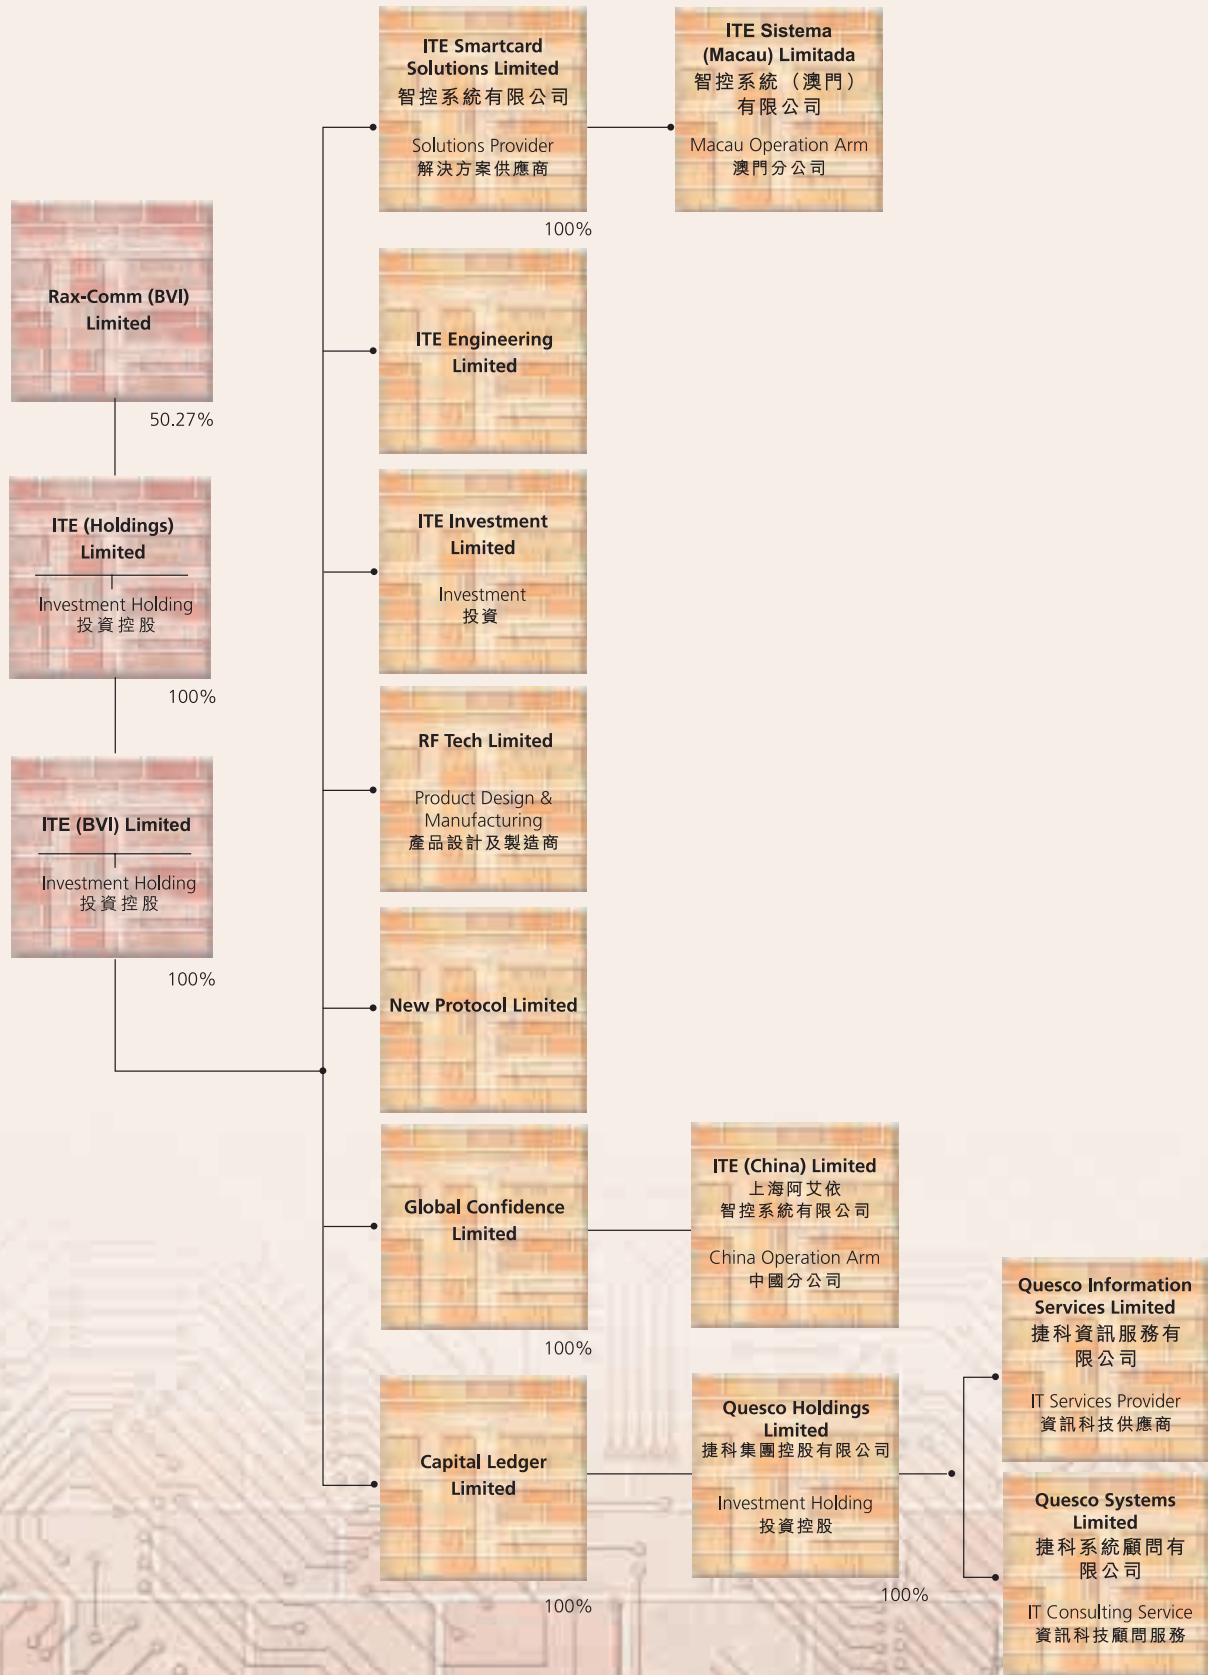 Rax-Comm (BVI)
Limited
50.27%
ITE (Holdings)
Limited
Investment Holding
投資控股
100%
ITE (BVI) Limited
Investment Holding
投資控股
100%
ITE Smartcard
Solutions Limited
智控系統有限公司
Solutions Provider
解決方案供應商
100%
ITE Sistema
(Macau) Limitada
智控系統（澳門）
有限公司
Macau Operation Arm
澳門分公司
ITE Engineering
Limited
ITE Investment
Limited
Investment
投資
RF Tech Limited
Product Design &
Manufacturing
產品設計及製造商
New Protocol Limited
Global Confidence
Limited
100%
ITE (China) Limited
上海阿艾依
智控系統有限公司
China Operation Arm
中國分公司
Capital Ledger
Limited
100%
Quesco Holdings
Limited
捷科集團控股有限公司
Investment Holding
投資控股
100%
Quesco Information
Services Limited
捷科資訊服務有
限公司
IT Services Provider
資訊科技供應商
Quesco Systems
Limited
捷科系統顧問有
限公司
IT Consulting Service
資訊科技顧問服務